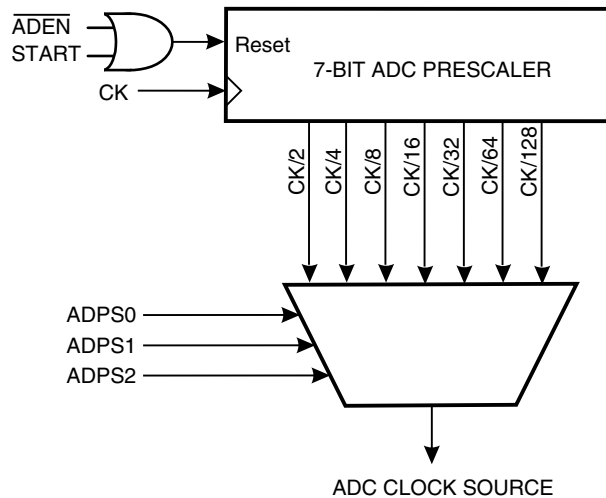 ADEN
START
Reset
7-BIT ADC PRESCALER
CK
CK/2
CK/4
CK/8
CK/16
CK/32
CK/64
CK/128
ADPS0
ADPS1
ADPS2
ADC CLOCK SOURCE